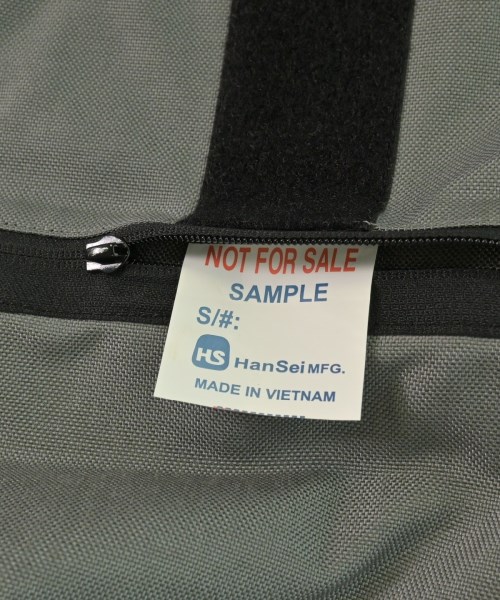 NOT FOR SALE
SAMPLE
S/#:
HS HanSei MFG.
MADE IN VIETNAM